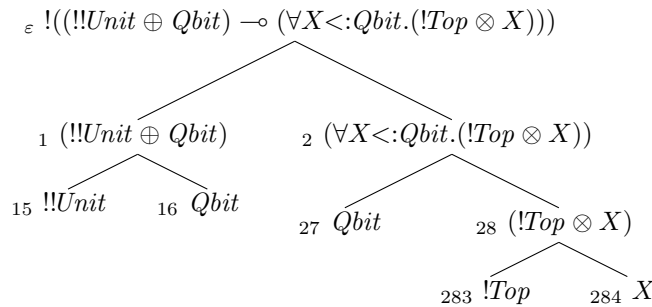 ε !((!!Unit ⊕ Qbit) ⊸ (∀X<:Qbit.(!Top ⊗ X)))
1 (!!Unit ⊕ Qbit) 2 (∀X<:Qbit.(!Top ⊗ X))
15 !!Unit 16 Qbit 27 Qbit 28 (!Top ⊗ X)
283 !Top 284 X